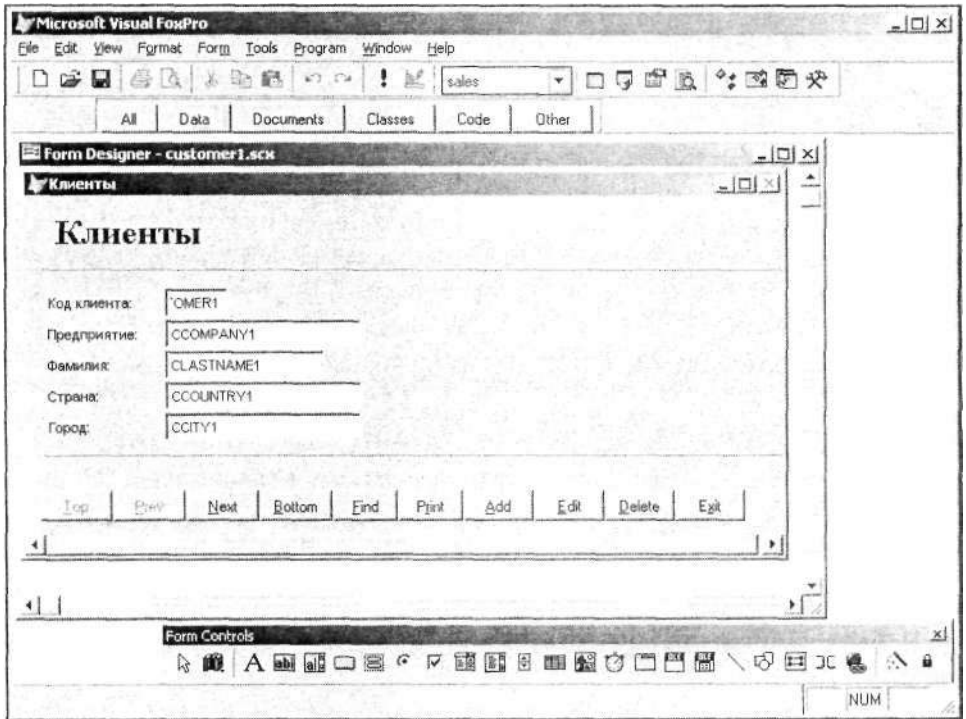 Microsoft Visual FoxPro
File Edit View Format Form Tools Program Window Help
sales
All Data Documents Classes Code Other
Form Designer - customer1.scx
Клиенты
Клиенты
Код клиента: 'OMER1
Предприятие: CCOMPANY1
Фамилия: CLASTNAME1
Страна: CCOUNTRY1
Город: CCITY1
Top Prev Next Bottom Find Print Add Edit Delete Exit
Form Controls
NUM